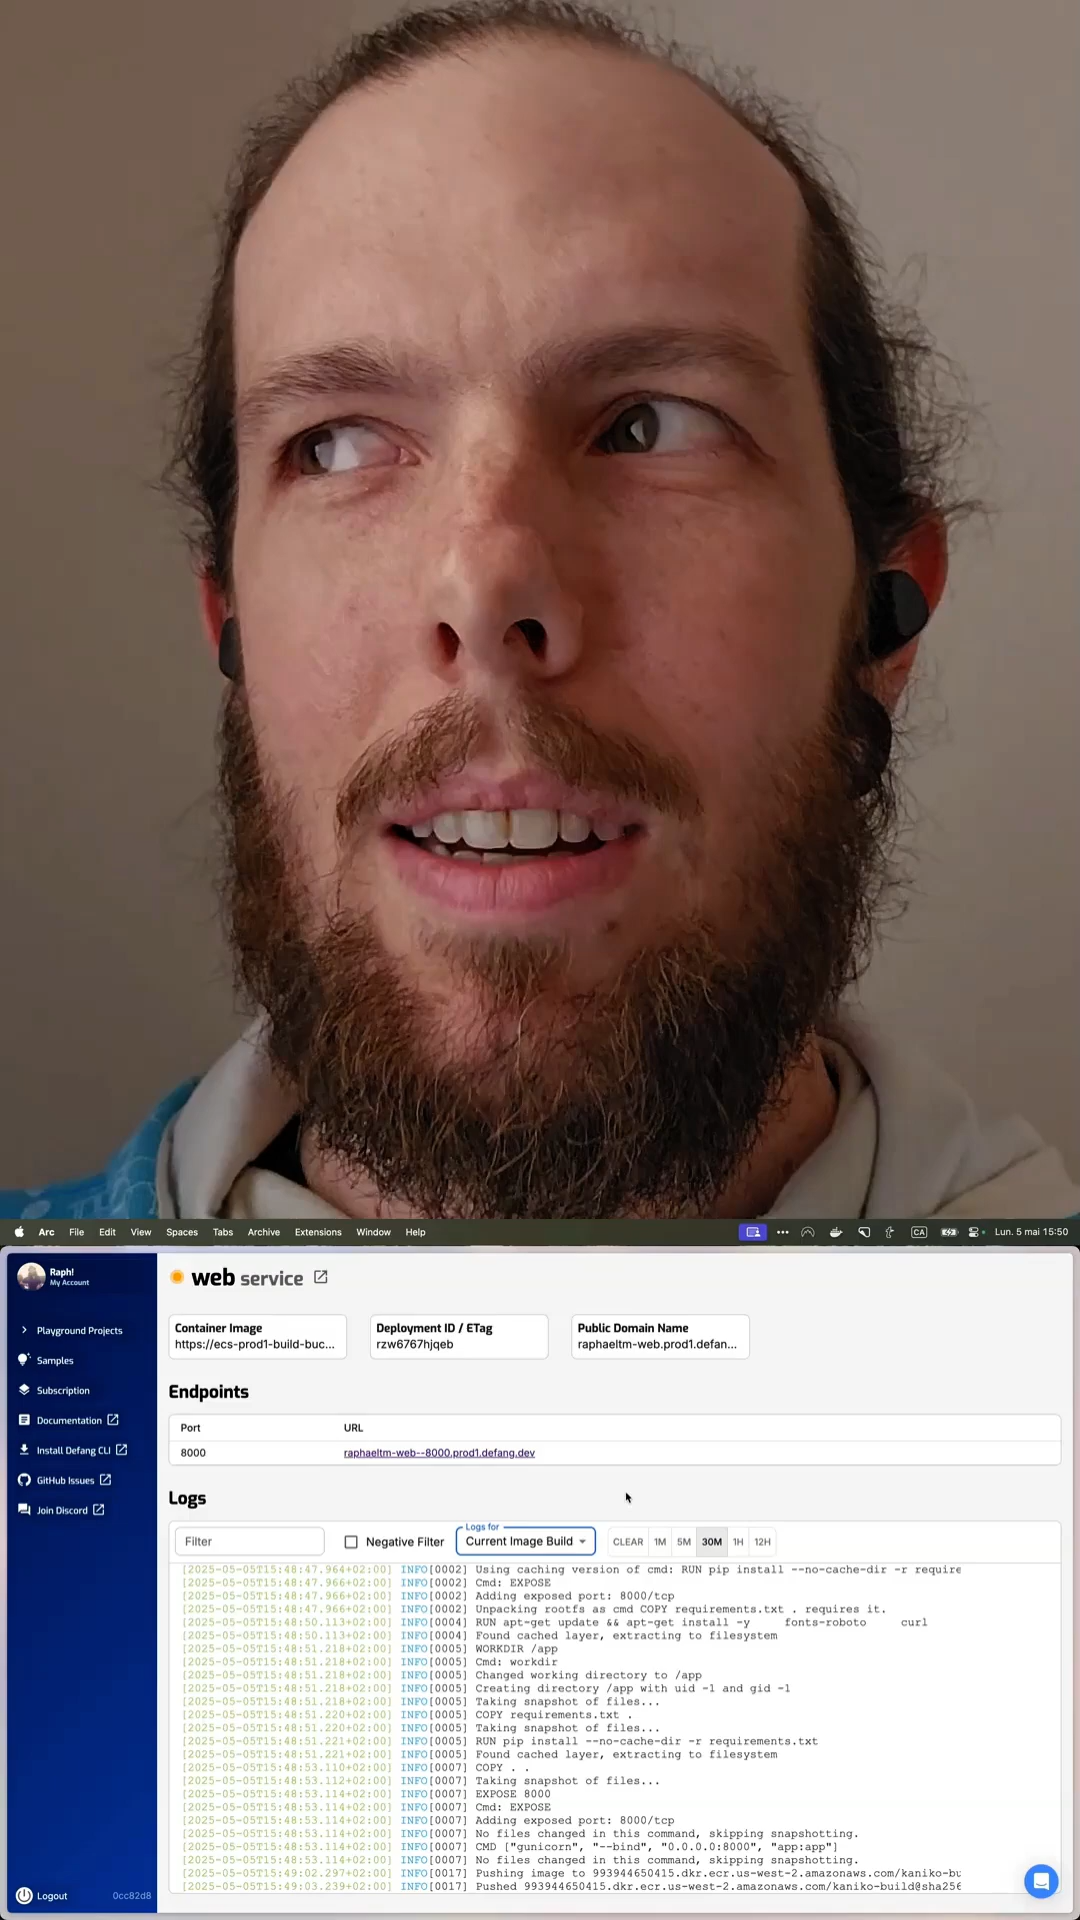 Arc File Edit View Spaces Tabs Archive Extensions Window Help CA Lun. 5 mai 15:50
Raph!
My Account
Playground Projects
Samples
Subscription
Documentation
Install Defang CLI
GitHub Issues
Join Discord
Logout 0cc82d8
web service
Container Image
https://ecs-prod1-build-buc...
Deployment ID / ETag
rzw6767hjqeb
Public Domain Name
raphaeltm-web.prod1.defan...
Endpoints
Port URL
8000 raphaeltm-web--8000.prod1.defang.dev
Logs
Filter Negative Filter Logs for Current Image Build CLEAR 1M 5M 30M 1H 12H
[2025-05-05T15:48:47.964+02:00] INFO[0002] Using caching version of cmd: RUN pip install --no-cache-dir -r require
[2025-05-05T15:48:47.966+02:00] INFO[0002] Cmd: EXPOSE
[2025-05-05T15:48:47.966+02:00] INFO[0002] Adding exposed port: 8000/tcp
[2025-05-05T15:48:47.966+02:00] INFO[0002] Unpacking rootfs as cmd COPY requirements.txt . requires it.
[2025-05-05T15:48:50.113+02:00] INFO[0004] RUN apt-get update && apt-get install -y fonts-roboto curl
[2025-05-05T15:48:50.113+02:00] INFO[0004] Found cached layer, extracting to filesystem
[2025-05-05T15:48:51.218+02:00] INFO[0005] WORKDIR /app
[2025-05-05T15:48:51.218+02:00] INFO[0005] Cmd: workdir
[2025-05-05T15:48:51.218+02:00] INFO[0005] Changed working directory to /app
[2025-05-05T15:48:51.218+02:00] INFO[0005] Creating directory /app with uid -1 and gid -1
[2025-05-05T15:48:51.218+02:00] INFO[0005] Taking snapshot of files...
[2025-05-05T15:48:51.220+02:00] INFO[0005] COPY requirements.txt .
[2025-05-05T15:48:51.220+02:00] INFO[0005] Taking snapshot of files...
[2025-05-05T15:48:51.221+02:00] INFO[0005] RUN pip install --no-cache-dir -r requirements.txt
[2025-05-05T15:48:51.221+02:00] INFO[0005] Found cached layer, extracting to filesystem
[2025-05-05T15:48:53.110+02:00] INFO[0007] COPY . .
[2025-05-05T15:48:53.112+02:00] INFO[0007] Taking snapshot of files...
[2025-05-05T15:48:53.114+02:00] INFO[0007] EXPOSE 8000
[2025-05-05T15:48:53.114+02:00] INFO[0007] Cmd: EXPOSE
[2025-05-05T15:48:53.114+02:00] INFO[0007] Adding exposed port: 8000/tcp
[2025-05-05T15:48:53.114+02:00] INFO[0007] No files changed in this command, skipping snapshotting.
[2025-05-05T15:48:53.114+02:00] INFO[0007] CMD ["gunicorn", "--bind", "0.0.0.0:8000", "app:app"]
[2025-05-05T15:48:53.114+02:00] INFO[0007] No files changed in this command, skipping snapshotting.
[2025-05-05T15:49:02.297+02:00] INFO[0017] Pushing image to 993944650415.dkr.ecr.us-west-2.amazonaws.com/kaniko-bu
[2025-05-05T15:49:03.239+02:00] INFO[0017] Pushed 993944650415.dkr.ecr.us-west-2.amazonaws.com/kaniko-build@sha256